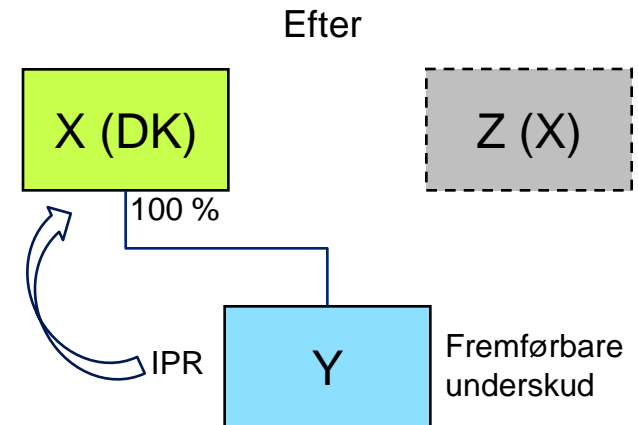 Efter
X (DK)
Z (X)
100 %
IPR
Y
Fremførbare
underskud